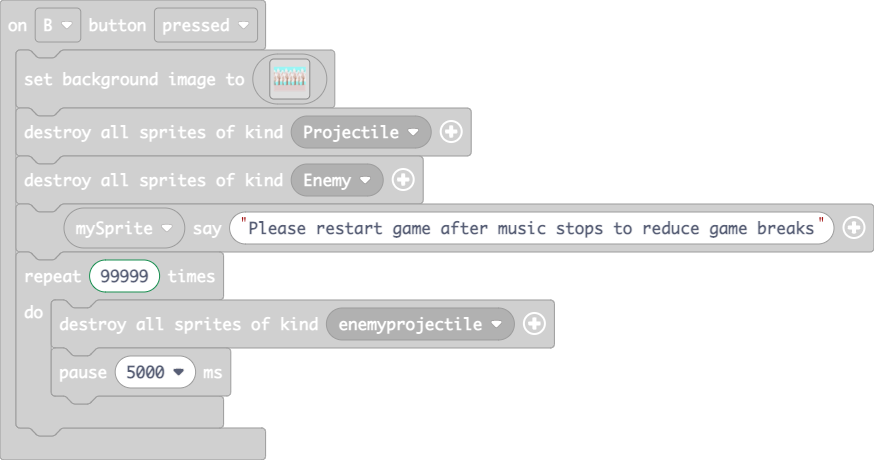 on B button pressed
set background image to
destroy all sprites of kind Projectile
destroy all sprites of kind Enemy
mySprite say "Please restart game after music stops to reduce game breaks"
repeat 99999 times
do
destroy all sprites of kind enemyprojectile
pause 5000 ms